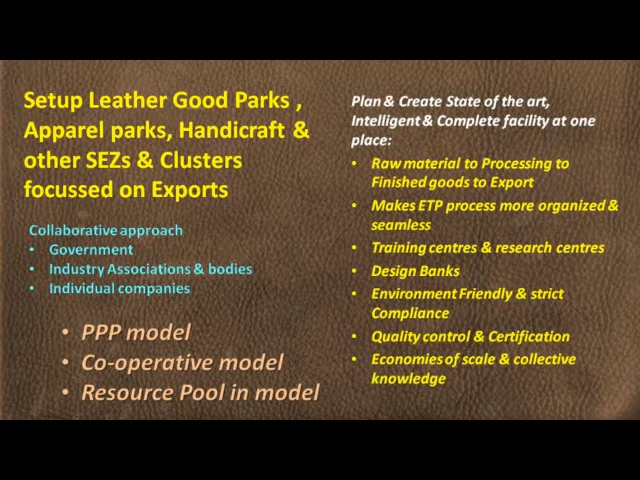 Setup Leather Good Parks ,
Apparel parks, Handicraft &
other SEZs & Clusters
focussed on Exports
Collaborative approach
• Government
• Industry Associations & bodies
• Individual companies
• PPP model
• Co-operative model
• Resource Pool in model
Plan & Create State of the art,
Intelligent & Complete facility at one
place:
• Raw material to Processing to
Finished goods to Export
• Makes ETP process more organized &
seamless
• Training centres & research centres
• Design Banks
• Environment Friendly & strict
Compliance
• Quality control & Certification
• Economies of scale & collective
knowledge